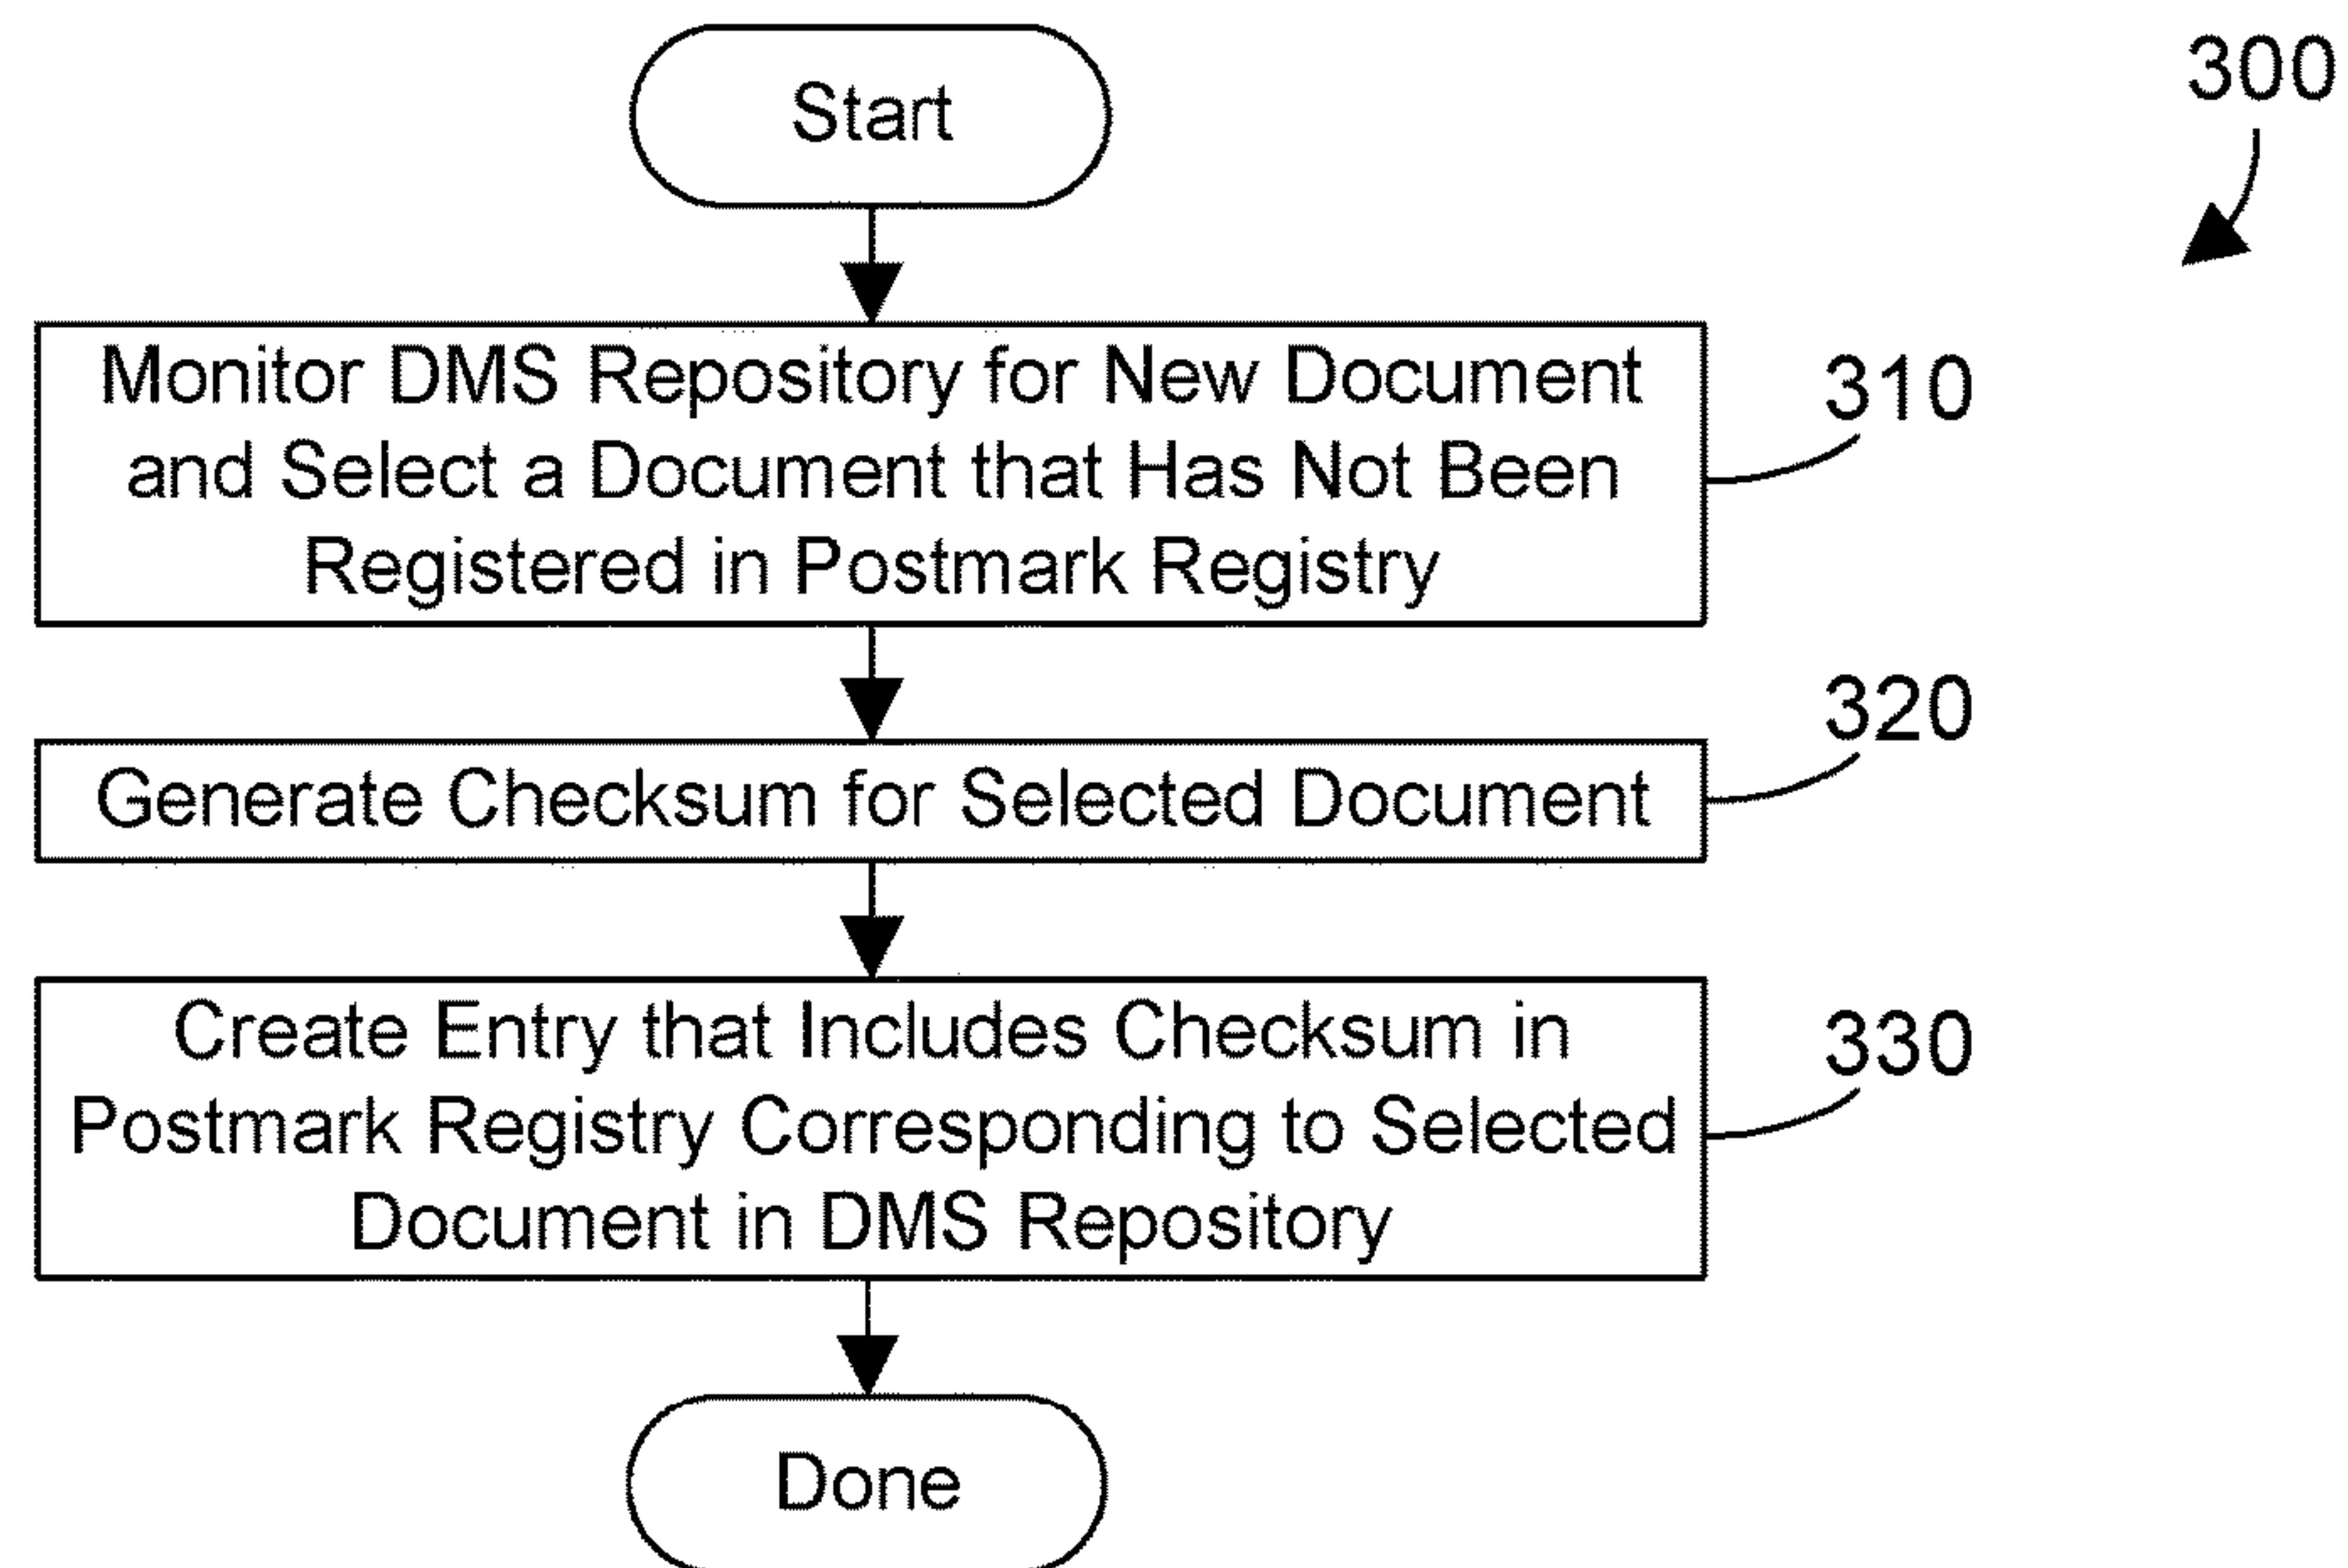 Start
300
Monitor DMS Repository for New Document
and Select a Document that Has Not Been
Registered in Postmark Registry
310
Generate Checksum for Selected Document
320
Create Entry that Includes Checksum in
Postmark Registry Corresponding to Selected
Document in DMS Repository
330
Done